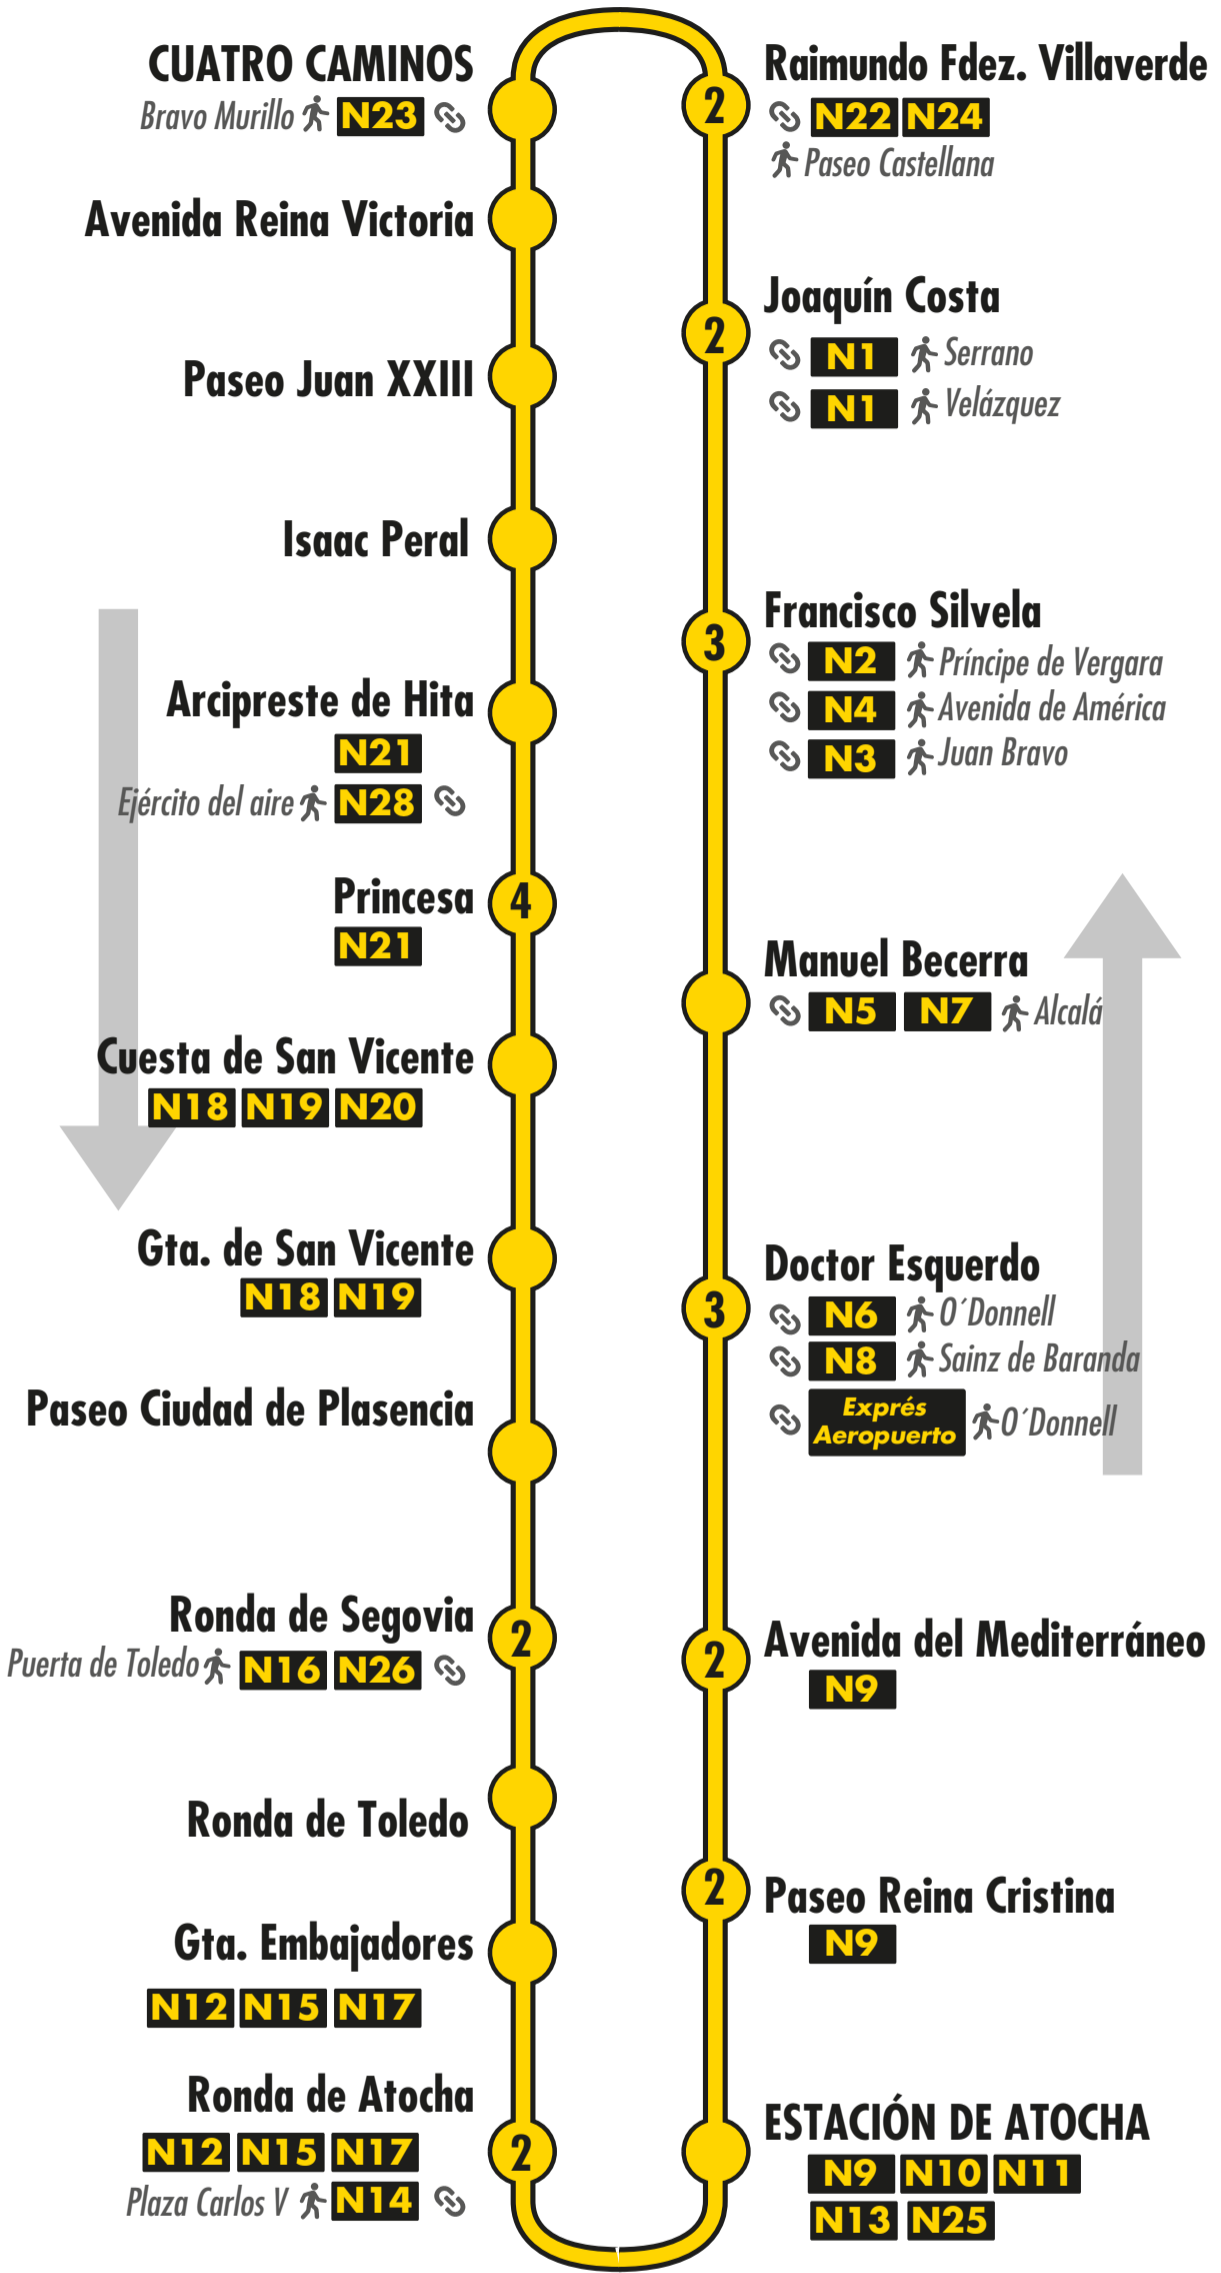 CUATRO CAMINOS
Bravo Murillo N23
Avenida Reina Victoria
Paseo Juan XXIII
Isaac Peral
Arcipreste de Hita
N21
Ejército del aire N28
Princesa 4
N21
Cuesta de San Vicente
N18 N19 N20
Gta. de San Vicente
N18 N19
Paseo Ciudad de Plasencia
Ronda de Segovia 2
Puerta de Toledo N16 N26
Ronda de Toledo
Gta. Embajadores
N12 N15 N17
Ronda de Atocha
N12 N15 N17 2
Plaza Carlos V N14
Raimundo Fdez. Villaverde
2 N22 N24
Paseo Castellana
Joaquín Costa
2 N1 Serrano
N1 Velázquez
Francisco Silvela
3 N2 Príncipe de Vergara
N4 Avenida de América
N3 Juan Bravo
Manuel Becerra
N5 N7 Alcalá
Doctor Esquerdo
3 N6 O´Donnell
N8 Sainz de Baranda
Exprés
Aeropuerto O´Donnell
2 Avenida del Mediterráneo
N9
2 Paseo Reina Cristina
N9
ESTACIÓN DE ATOCHA
N9 N10 N11
N13 N25